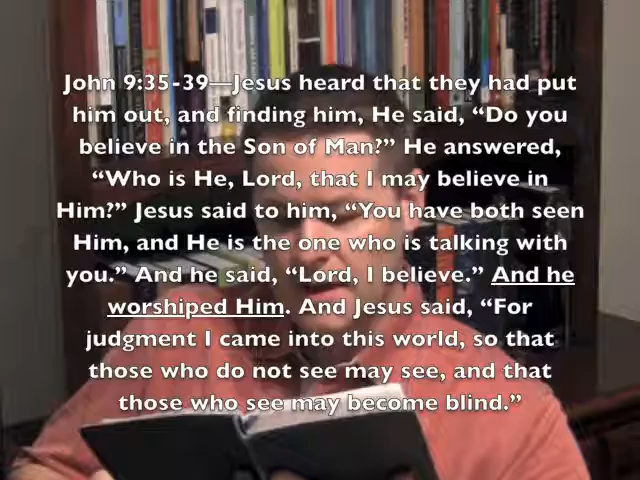 John 9:35-39—Jesus heard that they had put
him out, and finding him, He said, “Do you
believe in the Son of Man?” He answered,
“Who is He, Lord, that I may believe in
Him?” Jesus said to him, “You have both seen
Him, and He is the one who is talking with
you.” And he said, “Lord, I believe.” And he
worshiped Him. And Jesus said, “For
judgment I came into this world, so that
those who do not see may see, and that
those who see may become blind.”